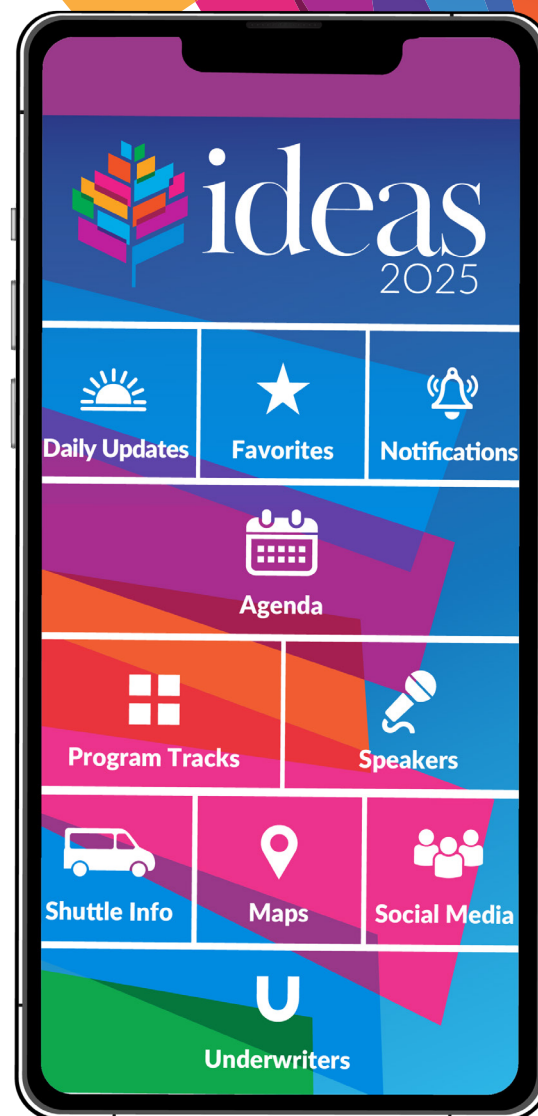 ideas
2025
Daily Updates
Favorites
Notifications
Agenda
Program Tracks
Speakers
Shuttle Info
Maps
Social Media
U
Underwriters